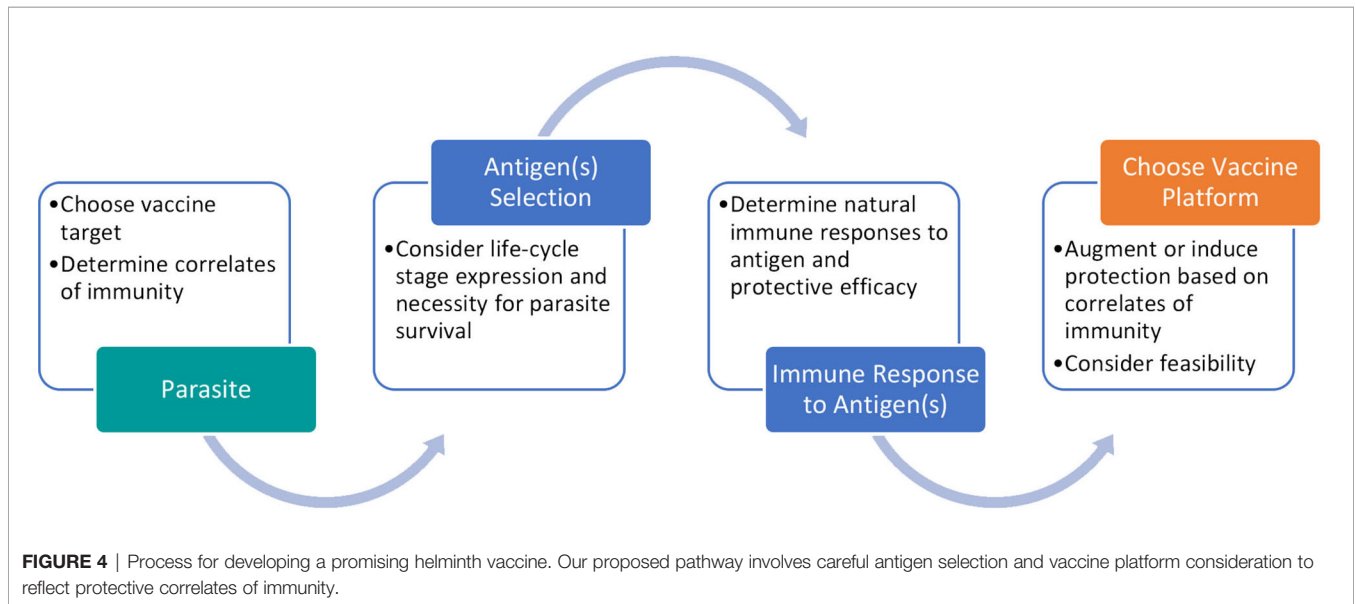 •Choose vaccine
target
•Determine correlates
of immunity
Parasite
Antigen(s)
Selection
•Consider life-cycle
stage expression and
necessity for parasite
survival
•Determine natural
immune responses to
antigen and
protective efficacy
Immune Response
to Antigen(s)
Choose Vaccine
Platform
•Augment or induce
protection based on
correlates of
immunity
•Consider feasibility
FIGURE 4 | Process for developing a promising helminth vaccine. Our proposed pathway involves careful antigen selection and vaccine platform consideration to
reflect protective correlates of immunity.